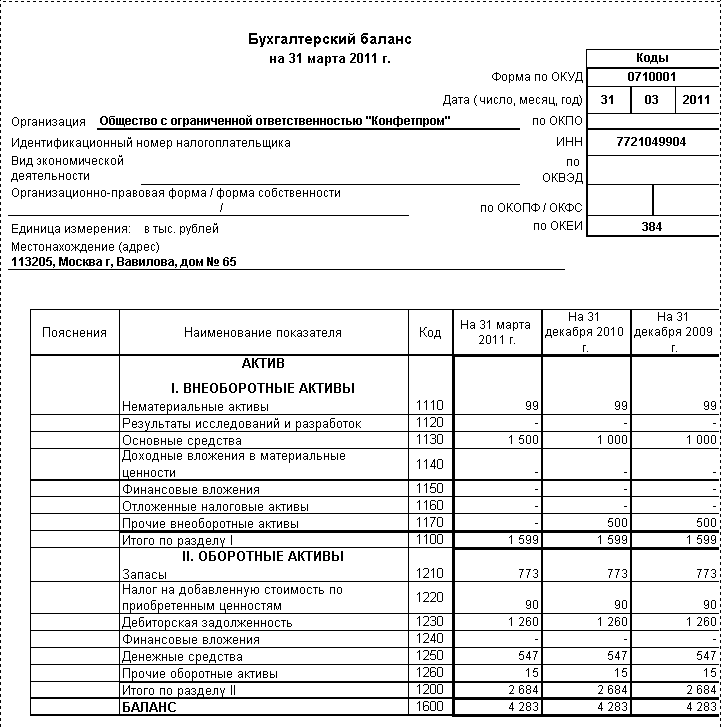 Бухгалтерский баланс
на 31 марта 2011 г.
Коды
Форма по ОКУД 0710001
Дата ( число, месяц, год) 31 03 2011
Организация Общество с ограниченной ответственностью "Конфетпром" по ОКПО
Идентификационный номер налогоплательщика ИНН 7721049904
Вид экономической
деятельности
по
ОКВЭД
Организационно-правовая форма / форма собственности
/
по ОКОПФ / ОКФС
Единица измерения: в тыс. рублей по ОКЕИ 384
Местонахождение (адрес)
113205, Москва г, Вавилова, дом № 65
Пояснения Наименование показателя Код На 31 марта 2011 г. На 31 декабря 2010 г. На 31 декабря 2009 г.
АКТИВ
I. ВНЕОБОРОТНЫЕ АКТИВЫ
Нематериальные активы 1110 99 99 99
Результаты исследований и разработок 1120 - - -
Основные средства 1130 1 500 1 000 1 000
Доходные вложения в материальные
ценности 1140 - - -
Финансовые вложения 1150 - - -
Отложенные налоговые активы 1160 - - -
Прочие внеоборотные активы 1170 - 500 500
Итого по разделу I 1100 1 599 1 599 1 599
II. ОБОРОТНЫЕ АКТИВЫ
Запасы 1210 773 773 773
Налог на добавленную стоимость по
приобретенным ценностям 1220 90 90 90
Дебиторская задолженность 1230 1 260 1 260 1 260
Финансовые вложения 1240 - - -
Денежные средства 1250 547 547 547
Прочие оборотные активы 1260 15 15 15
Итого по разделу II 1200 2 684 2 684 2 684
БАЛАНС 1600 4 283 4 283 4 283